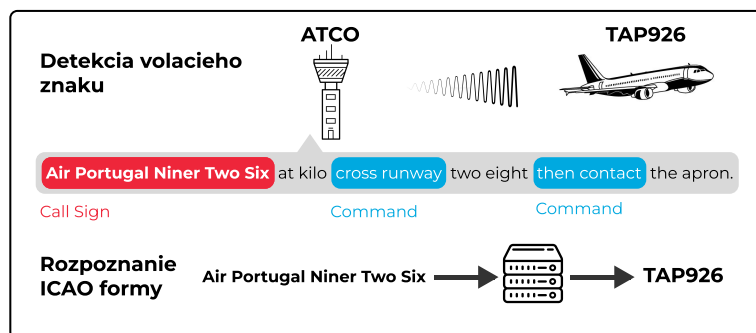 ATCO
TAP926
Detekcia volacieho
znaku
Air Portugal Niner Two Six at kilo cross runway two eight then contact the apron.
Call Sign
Command
Command
Rozpoznanie
ICAO formy
Air Portugal Niner Two Six
TAP926